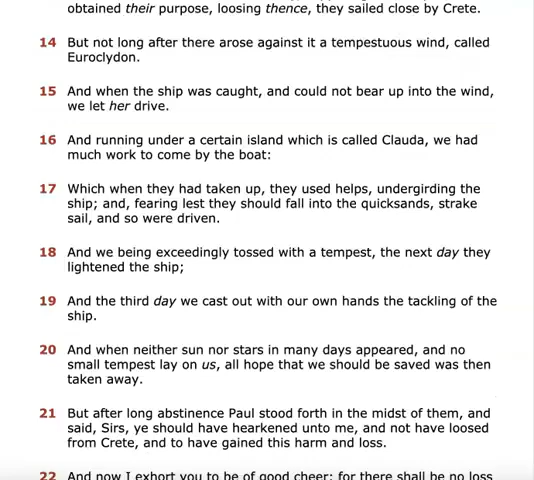 obtained their purpose, loosing thence, they sailed close by Crete.
14 But not long after there arose against it a tempestuous wind, called
Euroclydon.
15 And when the ship was caught, and could not bear up into the wind,
we let her drive.
16 And running under a certain island which is called Clauda, we had
much work to come by the boat:
17 Which when they had taken up, they used helps, undergirding the
ship; and, fearing lest they should fall into the quicksands, strake
sail, and so were driven.
18 And we being exceedingly tossed with a tempest, the next day they
lightened the ship;
19 And the third day we cast out with our own hands the tackling of the
ship.
20 And when neither sun nor stars in many days appeared, and no
small tempest lay on us, all hope that we should be saved was then
taken away.
21 But after long abstinence Paul stood forth in the midst of them, and
said, Sirs, ye should have hearkened unto me, and not have loosed
from Crete, and to have gained this harm and loss.
22 And now I exhort you to be of good cheer: for there shall be no loss